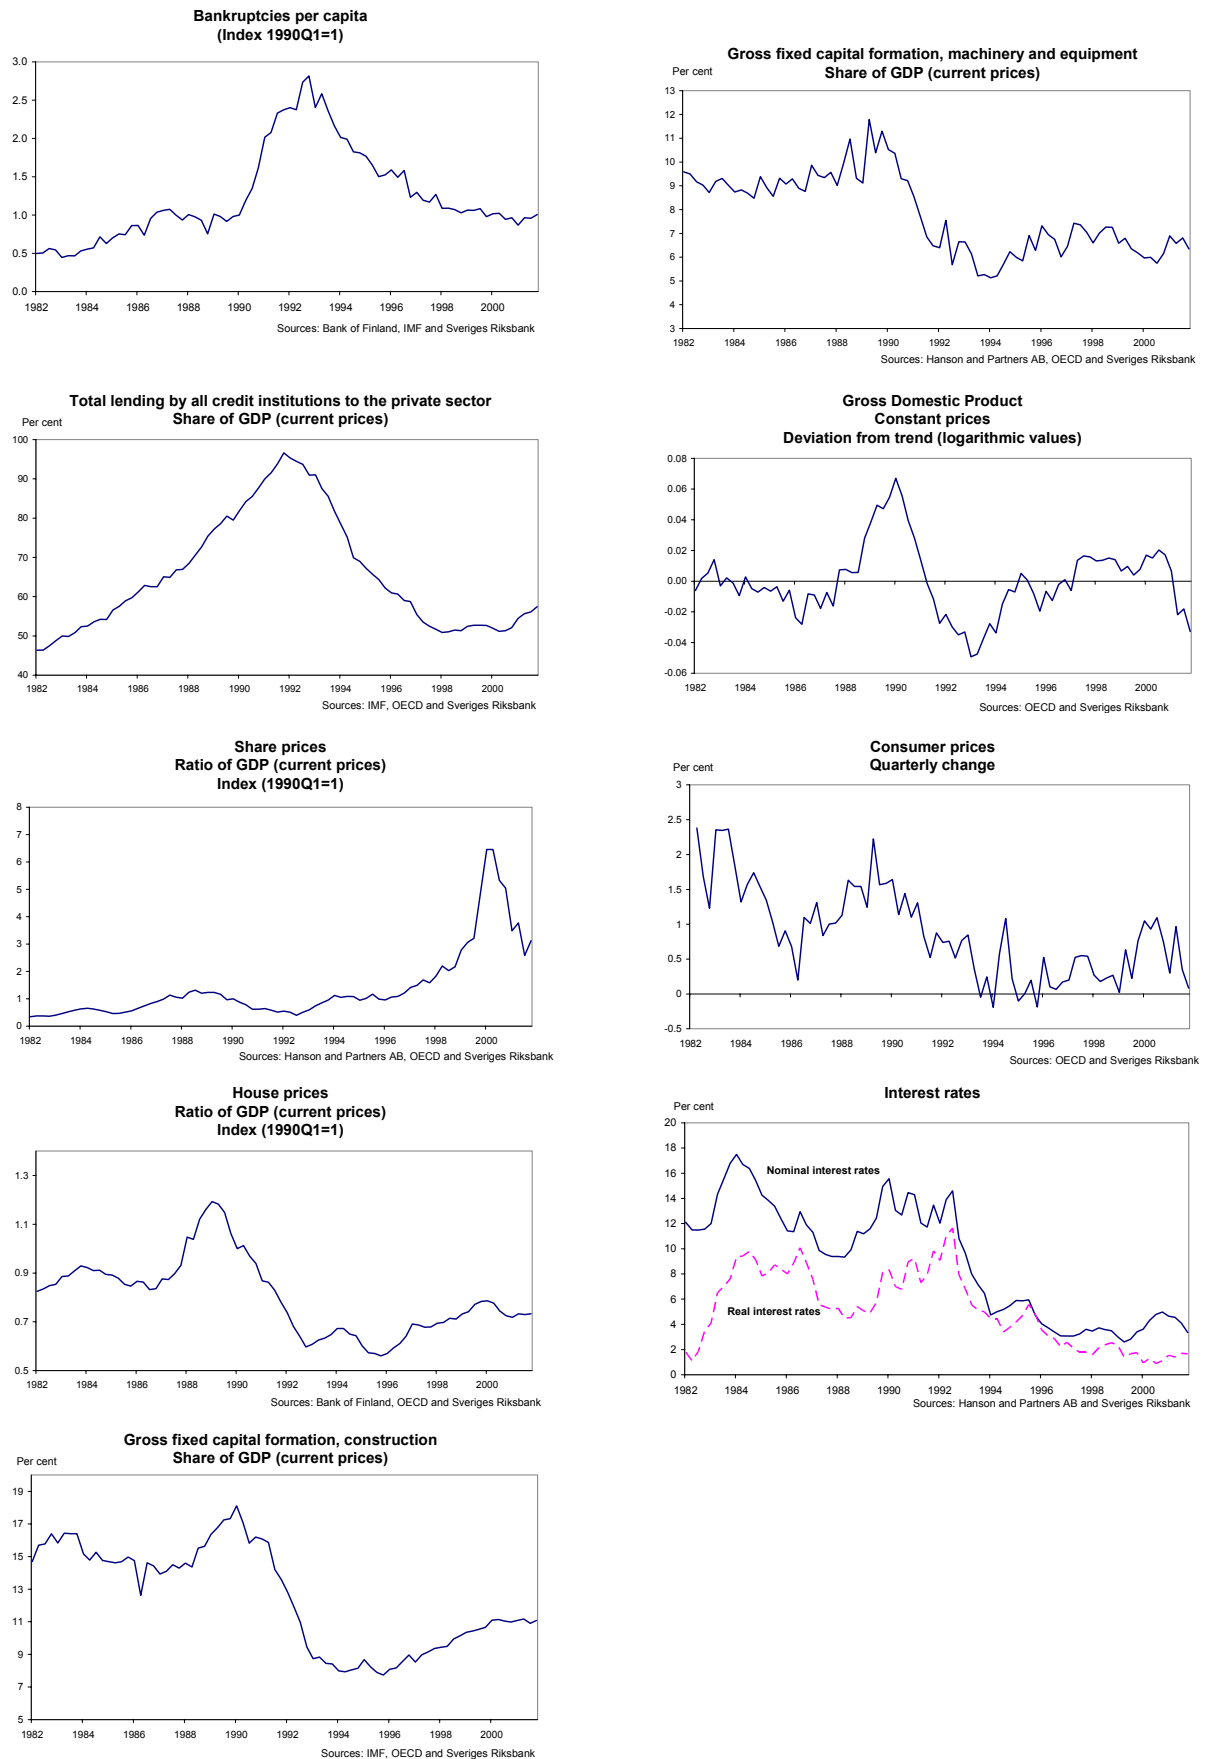 Bankruptcies per capita
(Index 1990Q1=1)
3.0
2.5
2.0
1.5
1.0
0.5
0.0
1982 1984 1986 1988 1990 1992 1994 1996 1998 2000
Sources: Bank of Finland, IMF and Sveriges Riksbank
Gross fixed capital formation, machinery and equipment
Per cent
Share of GDP (current prices)
13
12
11
10
9
8
7
6
5
4
3
1982 1984 1986 1988 1990 1992 1994 1996 1998 2000
Sources: Hanson and Partners AB, OECD and Sveriges Riksbank
Total lending by all credit institutions to the private sector
Per cent
Share of GDP (current prices)
100
90
80
70
60
50
40
1982 1984 1986 1988 1990 1992 1994 1996 1998 2000
Sources: IMF, OECD and Sveriges Riksbank
Gross Domestic Product
Constant prices
Deviation from trend (logarithmic values)
0.08
0.06
0.04
0.02
0.00
-0.02
-0.04
-0.06
1982 1984 1986 1988 1990 1992 1994 1996 1998 2000
Sources: OECD and Sveriges Riksbank
Share prices
Ratio of GDP (current prices)
Index (1990Q1=1)
8
7
6
5
4
3
2
1
0
1982 1984 1986 1988 1990 1992 1994 1996 1998 2000
Sources: Hanson and Partners AB, OECD and Sveriges Riksbank
Consumer prices
Per cent
Quarterly change
3
2.5
2
1.5
1
0.5
0
-0.5
1982 1984 1986 1988 1990 1992 1994 1996 1998 2000
Sources: OECD and Sveriges Riksbank
House prices
Ratio of GDP (current prices)
Index (1990Q1=1)
1.3
1.1
0.9
0.7
0.5
1982 1984 1986 1988 1990 1992 1994 1996 1998 2000
Sources: Bank of Finland, OECD and Sveriges Riksbank
Interest rates
Per cent
20
18
16
14
12
10
8
6
4
2
0
Nominal interest rates
Real interest rates
1982 1984 1986 1988 1990 1992 1994 1996 1998 2000
Sources: Hanson and Partners AB and Sveriges Riksbank
Gross fixed capital formation, construction
Per cent
Share of GDP (current prices)
19
17
15
13
11
9
7
5
1982 1984 1986 1988 1990 1992 1994 1996 1998 2000
Sources: IMF, OECD and Sveriges Riksbank